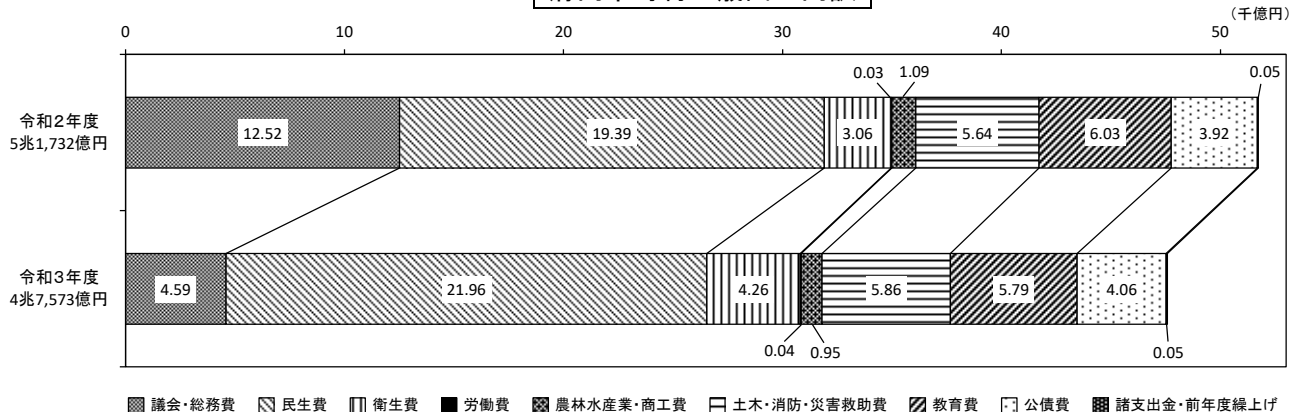 (千億円)
0 10 20 30 40 50
0.03 1.09 0.05
令和2年度
5兆1,732億円
12.52 19.39 3.06 5.64 6.03 3.92
令和3年度
4兆7,573億円
4.59 21.96 4.26 5.86 5.79 4.06
0.04 0.95 0.05
議会・総務費 民生費 衛生費 労働費 農林水産業・商工費 土木・消防・災害救助費 教育費 公債費 諸支出金・前年度繰上げ